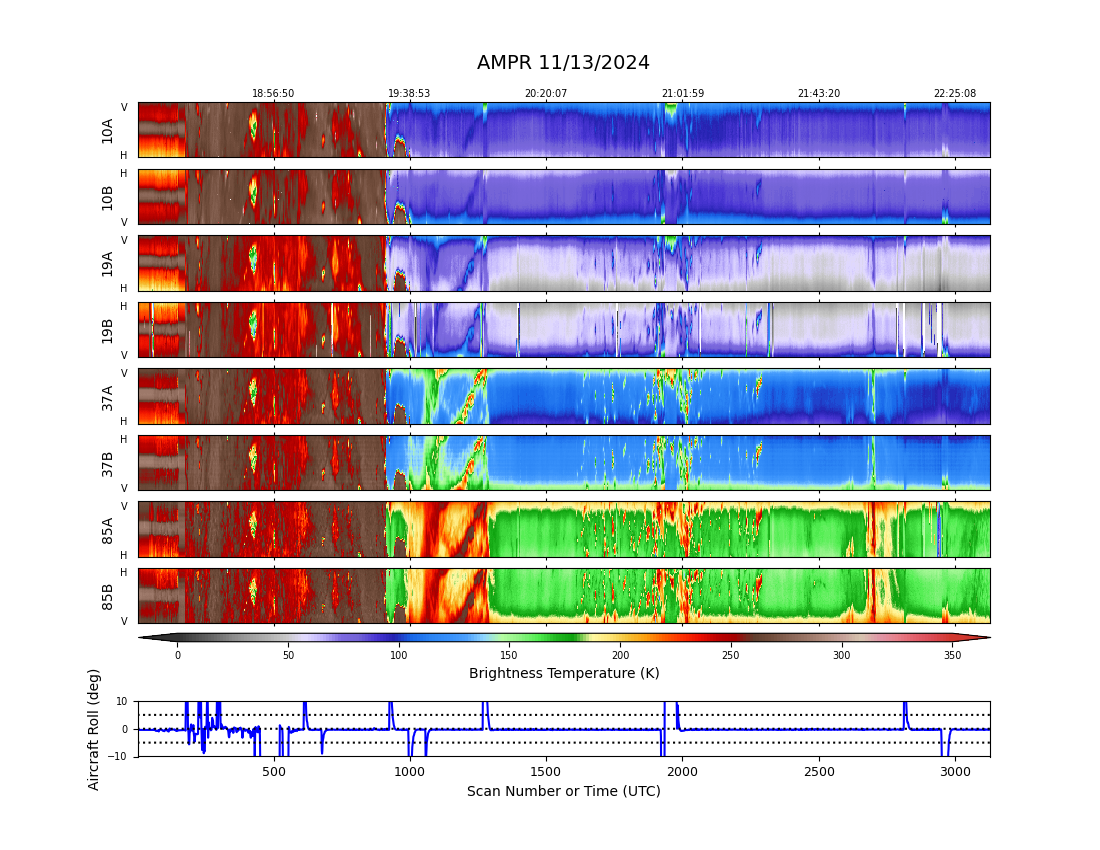 AMPR 11/13/2024
18:56:50 19:38:53 20:20:07 21:01:59 21:43:20 22:25:08
V
10A
H
H
10B
V
V
19A
H
H
19B
V
V
37A
H
H
37B
V
V
85A
H
H
85B
V
0 50 100 150 200 250 300 350
Brightness Temperature (K)
Aircraft Roll (deg)
10
0
−10
500 1000 1500 2000 2500 3000
Scan Number or Time (UTC)